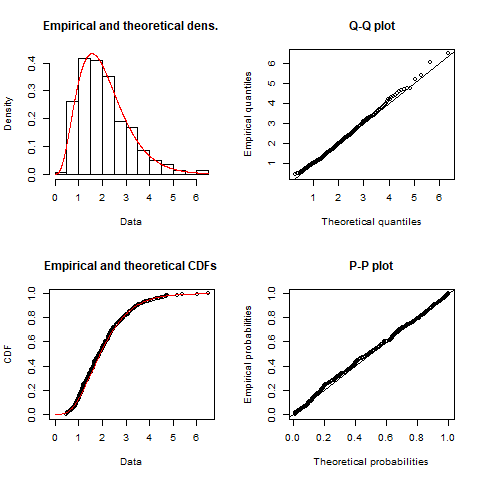 Empirical and theoretical dens.
Density
0.0 0.1 0.2 0.3 0.4
0 1 2 3 4 5 6
Data
Q-Q plot
Empirical quantiles
1 2 3 4 5 6
1 2 3 4 5 6
Theoretical quantiles
Empirical and theoretical CDFs
CDF
0.0 0.2 0.4 0.6 0.8 1.0
0 1 2 3 4 5 6
Data
P-P plot
Empirical probabilities
0.0 0.2 0.4 0.6 0.8 1.0
0.0 0.2 0.4 0.6 0.8 1.0
Theoretical probabilities